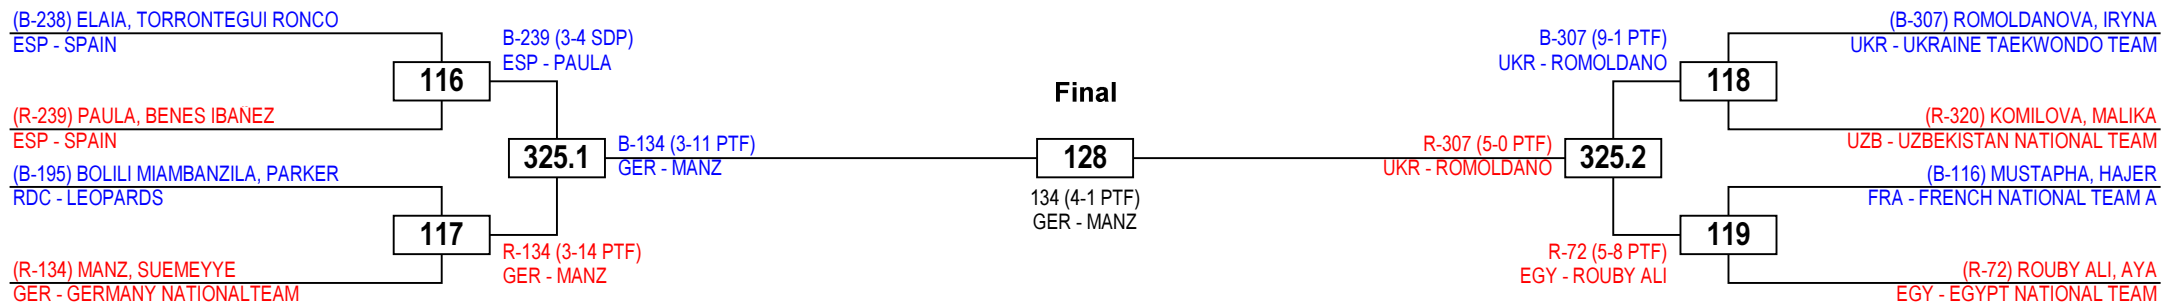 (B-238) ELAIA, TORRONTEGUI RONCO
ESP - SPAIN
116
(R-239) PAULA, BENES IBAÑEZ
ESP - SPAIN
(B-195) BOLILI MIAMBANZILA, PARKER
RDC - LEOPARDS
117
(R-134) MANZ, SUEMEYYE
GER - GERMANY NATIONALTEAM
B-239 (3-4 SDP)
ESP - PAULA
325.1
R-134 (3-14 PTF)
GER - MANZ
B-134 (3-11 PTF)
GER - MANZ
Final
128
134 (4-1 PTF)
GER - MANZ
R-307 (5-0 PTF)
UKR - ROMOLDANO
325.2
B-307 (9-1 PTF)
UKR - ROMOLDANO
R-72 (5-8 PTF)
EGY - ROUBY ALI
(B-307) ROMOLDANOVA, IRYNA
UKR - UKRAINE TAEKWONDO TEAM
118
(R-320) KOMILOVA, MALIKA
UZB - UZBEKISTAN NATIONAL TEAM
(B-116) MUSTAPHA, HAJER
FRA - FRENCH NATIONAL TEAM A
119
(R-72) ROUBY ALI, AYA
EGY - EGYPT NATIONAL TEAM